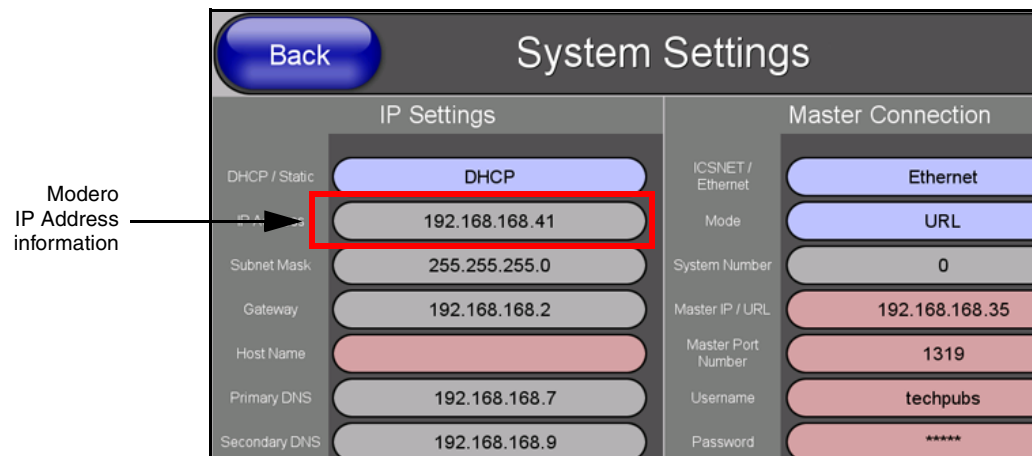 Back
System Settings
IP Settings
Master Connection
DHCP / Static
DHCP
Modero
IP Address
information
192.168.168.41
Subnet Mask
255.255.255.0
Gateway
192.168.168.2
Host Name
Primary DNS
192.168.168.7
Secondary DNS
192.168.168.9
ICSNET /
Ethernet
Ethernet
Mode
URL
System Number
0
Master IP / URL
192.168.168.35
Master Port
Number
1319
Username
techpubs
Password
*****